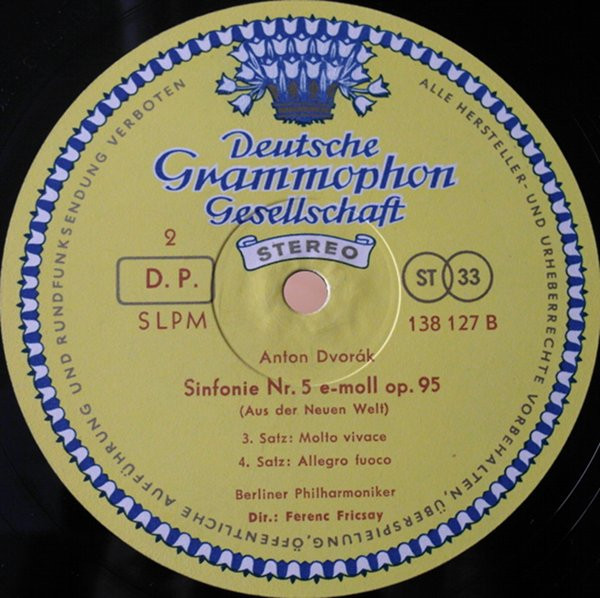 ALLE HERSTELLER- UND URHEBERRECHTE VORBEHALTEN, ÜBERSPIELUNG, ÖFFENTLICHE AUFFÜHRUNG UND RUNDFUNKSENDUNG VERBOTEN
Deutsche
Grammophon
Gesellschaft
STEREO
2
D. P.
ST 33
SLPM
138 127 B
Anton Dvorák
Sinfonie Nr. 5 e-moll op. 95
(Aus der Neuen Welt)
3. Satz: Molto vivace
4. Satz: Allegro fuoco
Berliner Philharmoniker
Dir.: Ferenc Fricsay